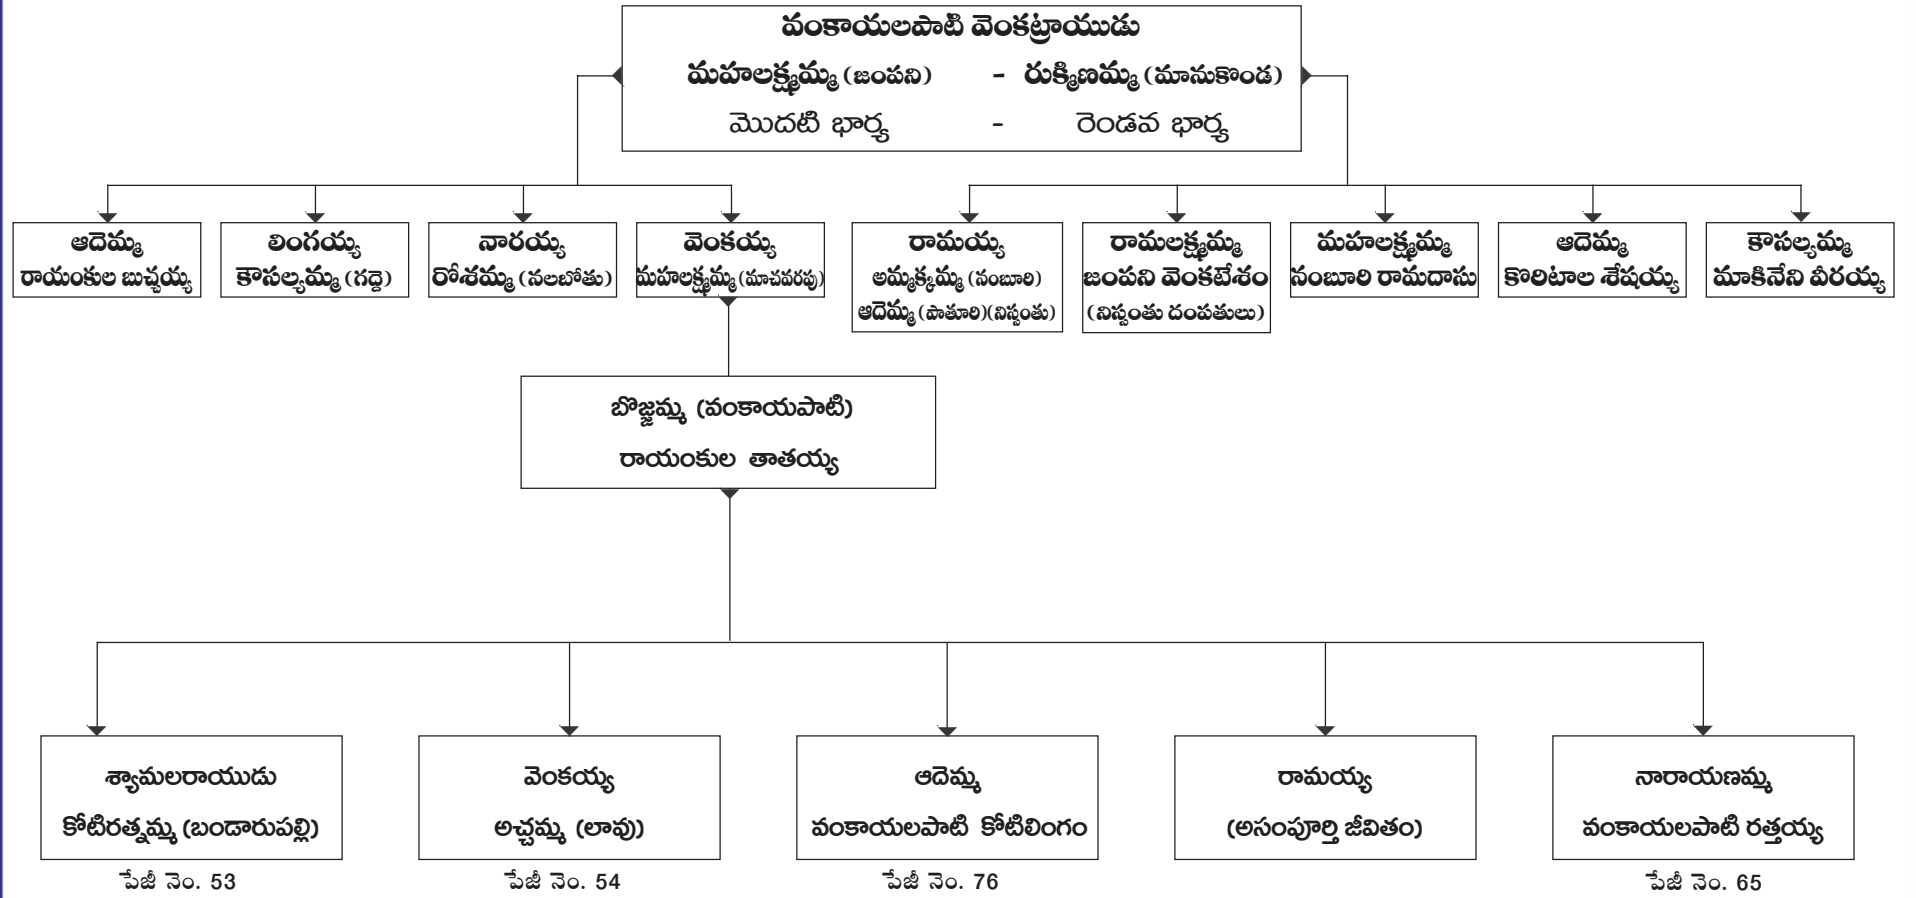 వంకాయలపాటి వెంకట్రాయుడు
మహలక్ష్మమ్మ (జంపని) - రుక్మిణమ్మ (మానుకొండ)
మొదటి భార్య - రెండవ భార్య
ఆదెమ్మ
రాయంకుల బుచ్చయ్య
లింగయ్య
కౌసల్యమ్మ (గద్దె)
నారయ్య
రోశమ్మ (నలబోతు)
వెంకయ్య
మహలక్ష్మమ్మ (మాచవరపు)
రామయ్య
అమ్మక్కమ్మ (నంబూరి)
ఆదెమ్మ (పాతూరి)(నిస్సంతు)
రామలక్ష్మమ్మ
జంపని వెంకటేశం
(నిస్సంతు దంపతులు)
మహలక్ష్మమ్మ
నంబూరి రామదాసు
ఆదెమ్మ
కొరిటాల శేషయ్య
కౌసల్యమ్మ
మాకినేని వీరయ్య
బొజ్జమ్మ (వంకాయపాటి)
రాయంకుల తాతయ్య
శ్యామలరాయుడు
కోటిరత్నమ్మ (బండారుపల్లి)
పేజీ నెం. 53
వెంకయ్య
అచ్చమ్మ (లావు)
పేజీ నెం. 54
ఆదెమ్మ
వంకాయలపాటి కోటిలింగం
పేజీ నెం. 76
రామయ్య
(అసంపూర్తి జీవితం)
నారాయణమ్మ
వంకాయలపాటి రత్తయ్య
పేజీ నెం. 65